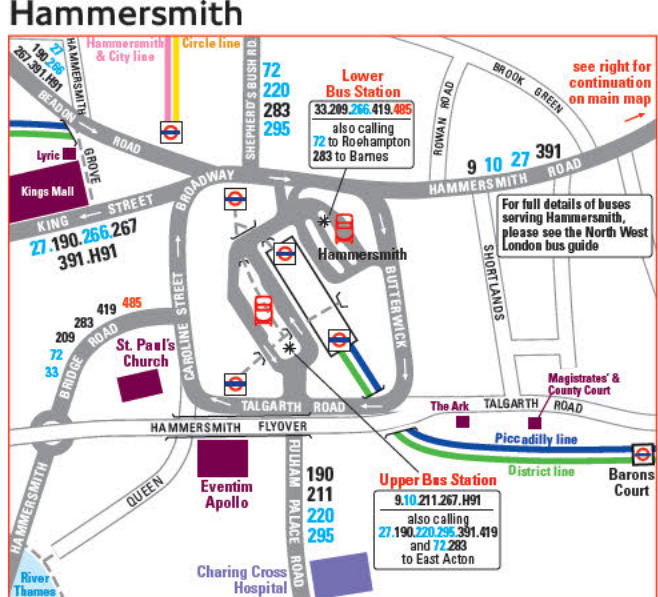 Hammersmith
Hammersmith
& City line
Circle line
27
190.266
267.391.H91
HAMMERSMITH
GROVE
BEADON
ROAD
SHEPHERD'S BUSH RD.
72
220
283
295
Lower
Bus Station
33.209.266.419.485
also calling
72 to Roehampton
283 to Barnes
ROWAN ROAD
BROOK GREEN
see right for
continuation
on main map
Lyric
Kings Mall
KING STREET
27.190.266.267
391.H91
BROADWAY
9 10 27 391
HAMMERSMITH ROAD
For full details of buses
serving Hammersmith,
please see the North West
London bus guide
Hammersmith
SHORTLANDS
BUTTERWICK
CAROLINE STREET
33
72
209
283
419
485
BRIDGE ROAD
St. Paul's
Church
TALGARTH ROAD
HAMMERSMITH FLYOVER
The Ark
TALGARTH ROAD
Magistrates' &
County Court
Piccadilly line
District line
Barons
Court
HAMMERSMITH
QUEEN
Eventim
Apollo
FULHAM PALACE ROAD
190
211
220
295
Upper Bus Station
9.10.211.267.H91
also calling
27.190.220.295.391.419
and 72.283
to East Acton
Charing Cross
Hospital
River
Thames